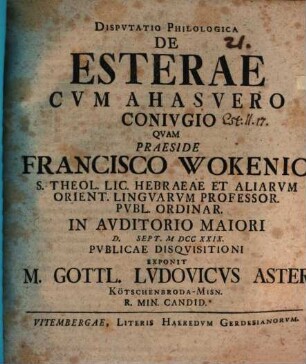 DISPVTATIO PHILOLOGICA
DE
21.
ESTERAE
CVM AHASVERO
CONIVGIO
QVAM
PRAESIDE
FRANCISCO WOKENIO
S. THEOL. LIC. HEBRAEAE ET ALIARVM
ORIENT. LINGVARVM PROFESSOR.
PVBL. ORDINAR.
IN AVDITORIO MAIORI
D. SEPT. M DCC XXIX.
PVBLICAE DISQVISITIONI
EXPONIT
M. GOTTL. LVDOVICVS ASTER
KÖTSCHENBRODA-MISN.
R. MIN. CANDID.
VITEMBERGAE, LITERIS HAEREDVM GERDESIANORVM.